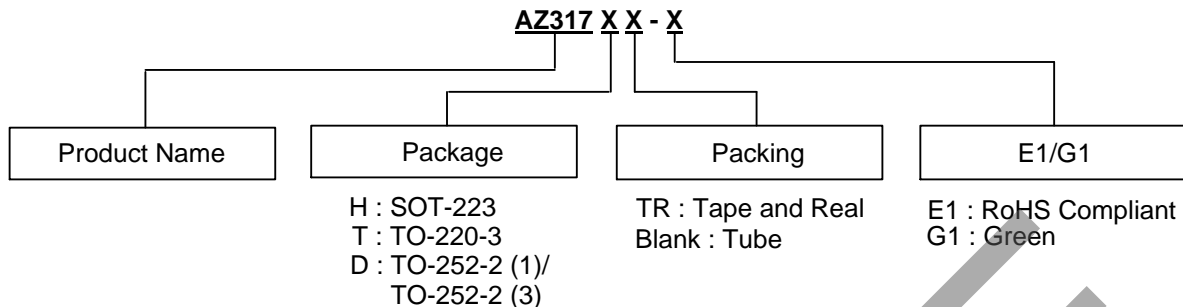 AZ317 X X - X
Product Name
Package
Packing
E1/G1
H : SOT-223
T : TO-220-3
D : TO-252-2 (1)/
TO-252-2 (3)
TR : Tape and Real
Blank : Tube
E1 : RoHS Compliant
G1 : Green